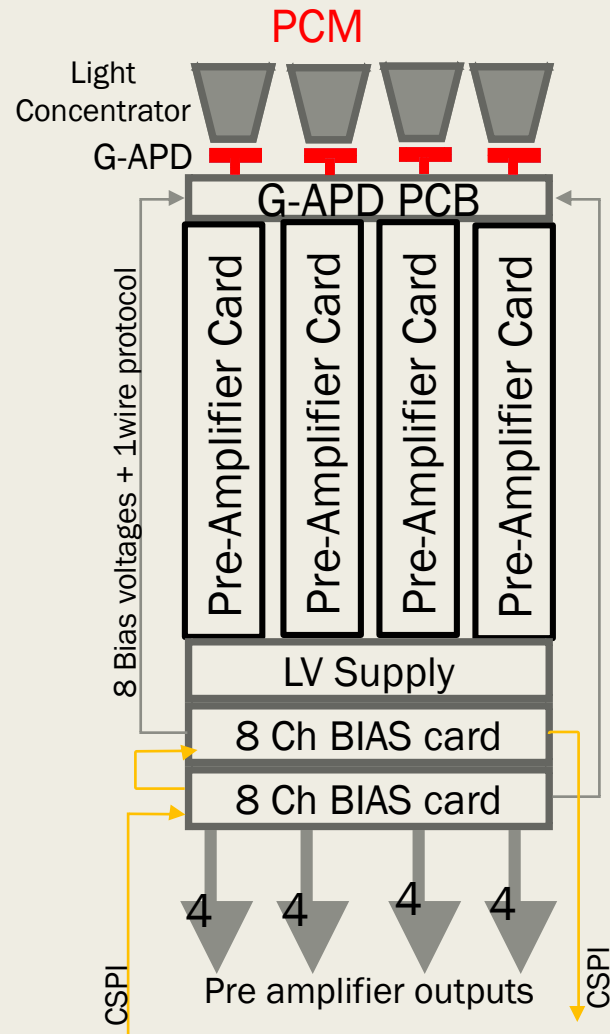 PCM
Light
Concentrator
G-APD
G-APD PCB
8 Bias voltages + 1wire protocol
Pre-Amplifier Card
Pre-Amplifier Card
Pre-Amplifier Card
Pre-Amplifier Card
LV Supply
8 Ch BIAS card
8 Ch BIAS card
4
4
4
4
CSPI
Pre amplifier outputs
CSPI